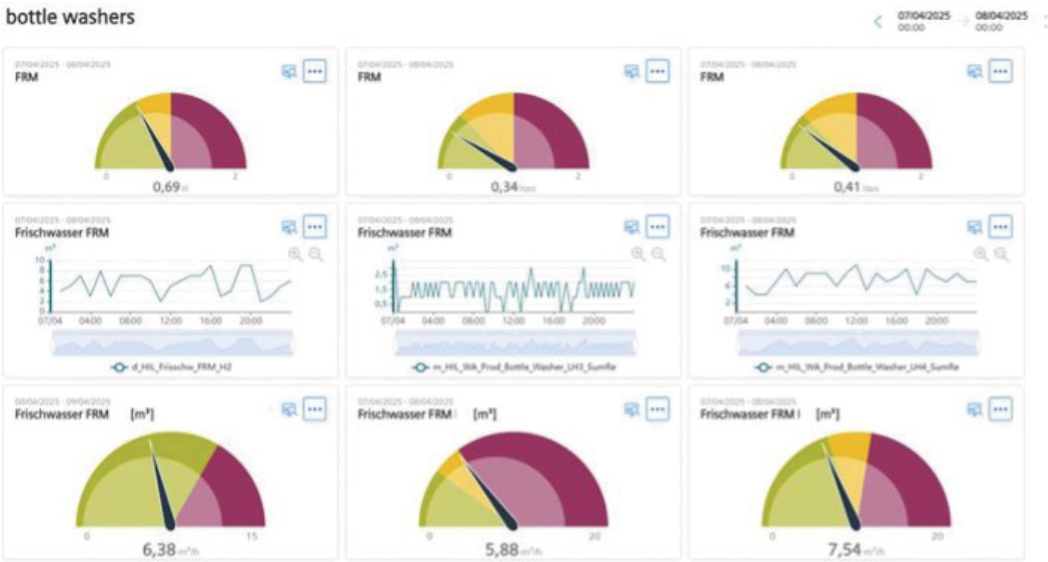 bottle washers
07/04/2025 00:00
08/04/2025 00:00
07/04/2025 - 08/04/2025
FRM
0 2
0,69
07/04/2025 - 08/04/2025
FRM
0 2
0,34
07/04/2025 - 08/04/2025
FRM
0 2
0,41
07/04/2025 - 08/04/2025
Frischwasser FRM
m³
10
8
6
4
2
0
07/04 04:00 08:00 12:00 16:00 20:00
d_HIL_Frisschw_FRM_H2
07/04/2025 - 08/04/2025
Frischwasser FRM
m³
2,5
1,5
0,5
07/04 04:00 08:00 12:00 16:00 20:00
m_HIL_WA_Prod_Bottle_Washer_LH3_SumRe
07/04/2025 - 08/04/2025
Frischwasser FRM
m³
10
6
2
07/04 04:00 08:00 12:00 16:00 20:00
m_HIL_WA_Prod_Bottle_Washer_LH4_SumRe
08/04/2025 - 09/04/2025
Frischwasser FRM [m³]
0 15
6,38 m³/h
07/04/2025 - 08/04/2025
Frischwasser FRM [m³]
0 20
5,88 m³/h
07/04/2025 - 08/04/2025
Frischwasser FRM [m³]
0 20
7,54 m³/h